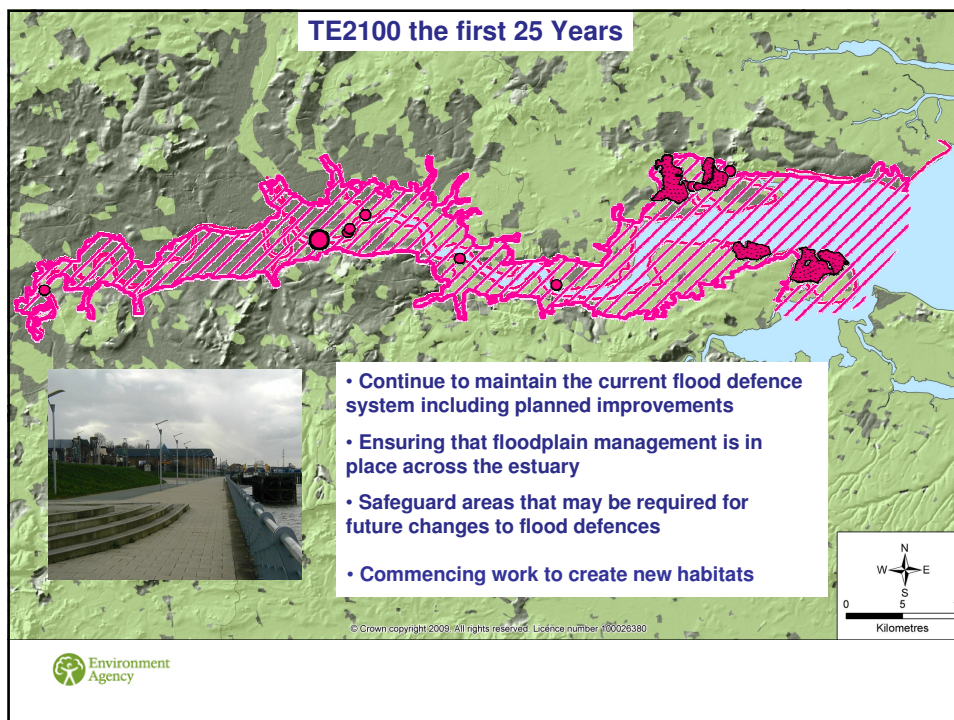 TE2100 the first 25 Years
• Continue to maintain the current flood defence
system including planned improvements
• Ensuring that floodplain management is in
place across the estuary
• Safeguard areas that may be required for
future changes to flood defences
• Commencing work to create new habitats
N
W E
S
0 5
Kilometres
© Crown copyright 2009. All rights reserved. Licence number 100026380
Environment
Agency